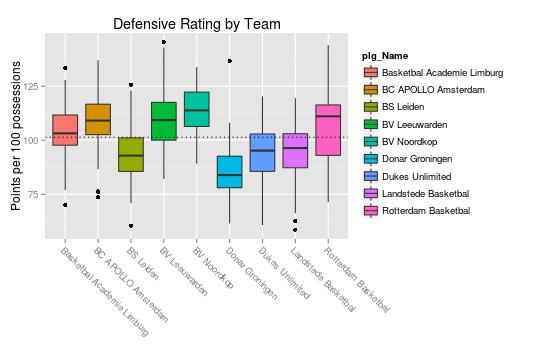 Defensive Rating by Team
Points per 100 possessions
125
100
75
Basketbal Academie Limburg
BC APOLLO Amsterdam
BS Leiden
BV Leeuwarden
BV Noordkop
Donar Groningen
Dukes Unlimited
Landstede Basketbal
Rotterdam Basketbal
plg_Name
Basketbal Academie Limburg
BC APOLLO Amsterdam
BS Leiden
BV Leeuwarden
BV Noordkop
Donar Groningen
Dukes Unlimited
Landstede Basketbal
Rotterdam Basketbal